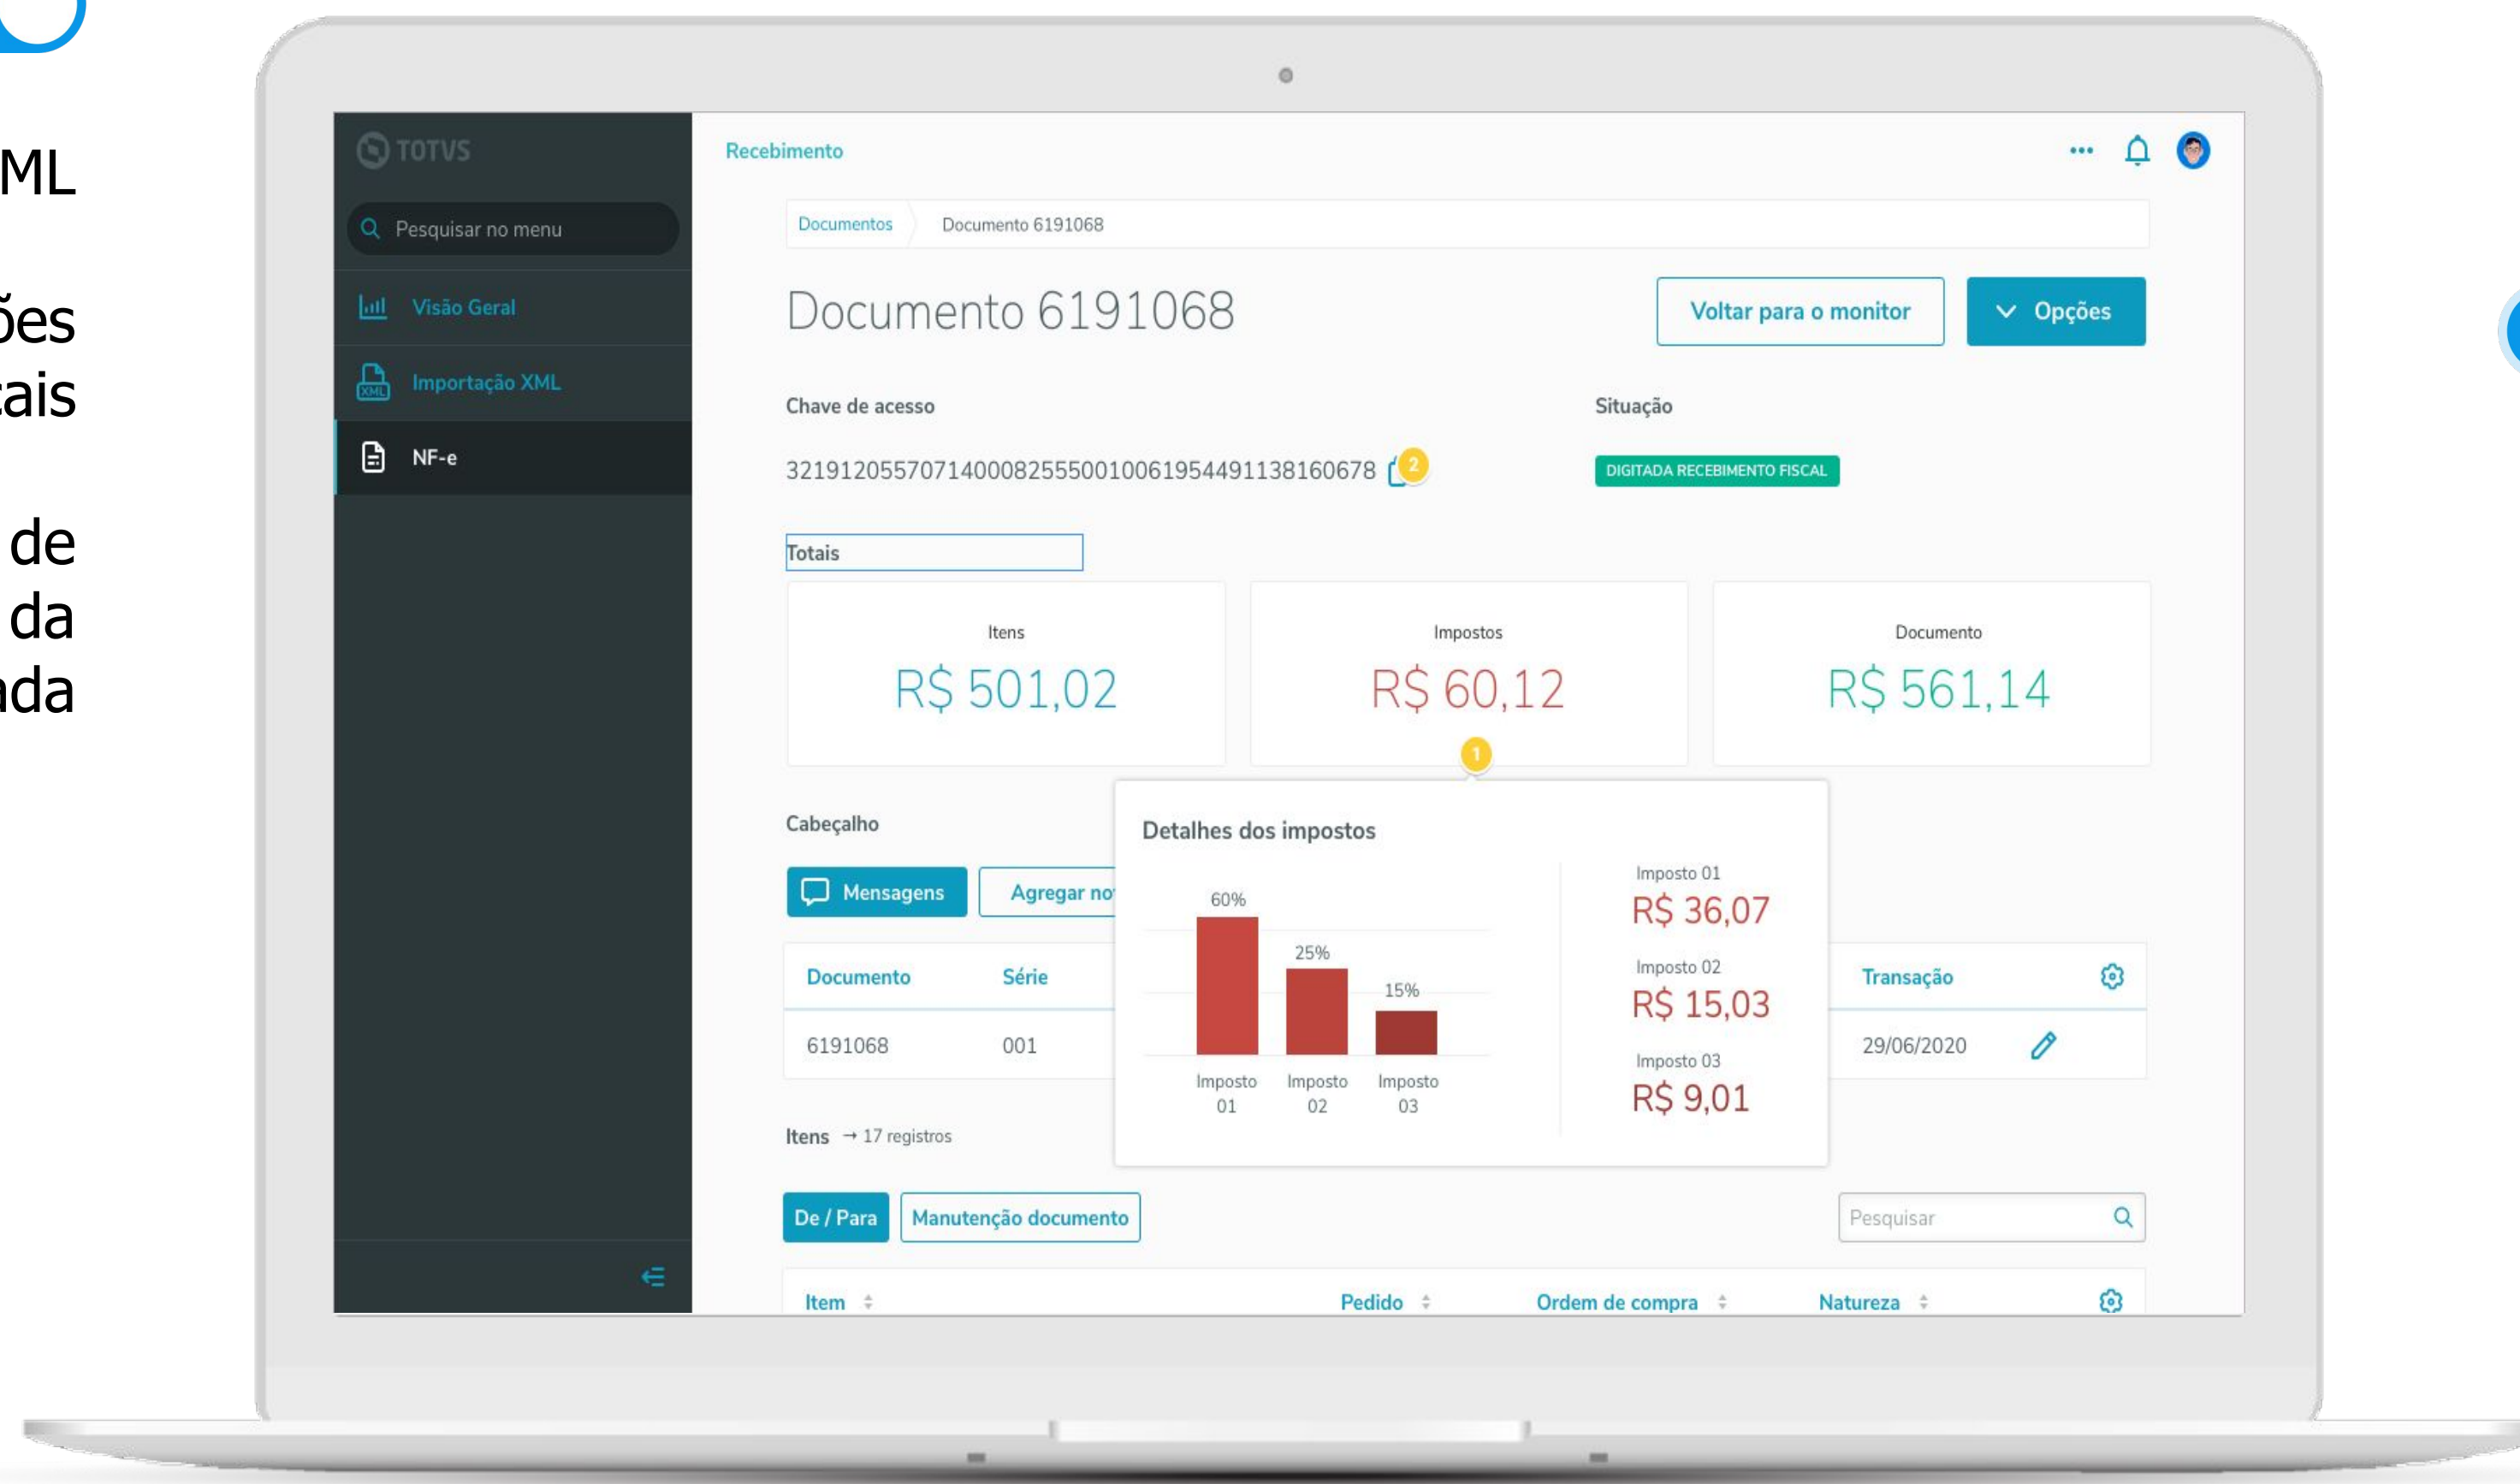 ML
ões
tais
de
da
ada
TOTVS
Pesquisar no menu
Visão Geral
Importação XML
XML
NF-e
Recebimento
Documentos
Documento 6191068
Documento 6191068
Voltar para o monitor
Opções
Chave de acesso
Situação
32191205570714000825550010061954491138160678
2
DIGITADA RECEBIMENTO FISCAL
Totais
Itens
R$ 501,02
Impostos
R$ 60,12
Documento
R$ 561,14
1
Cabeçalho
Mensagens
Agregar no
Detalhes dos impostos
60%
25%
15%
Imposto 01
Imposto 02
Imposto 03
Imposto 01
R$ 36,07
Imposto 02
R$ 15,03
Imposto 03
R$ 9,01
Documento Série Transação
6191068 001 29/06/2020
Itens → 17 registros
De / Para
Manutenção documento
Pesquisar
Item Pedido Ordem de compra Natureza